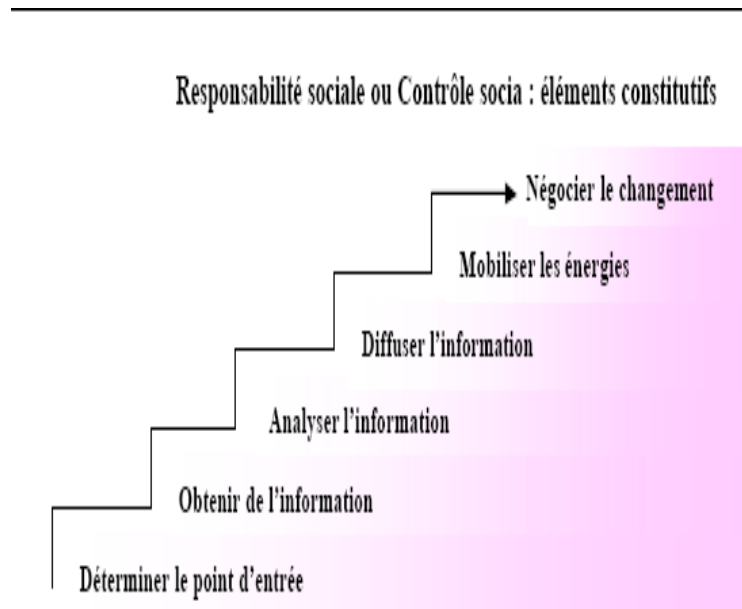 Responsabilité sociale ou Contrôle socia : éléments constitutifs
Négocier le changement
Mobiliser les énergies
Diffuser l'information
Analyser l'information
Obtenir de l'information
Déterminer le point d'entrée